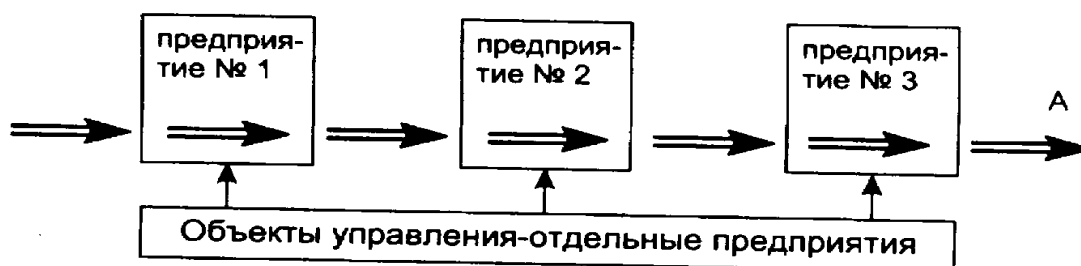 предприя-
тие № 1
предприя-
тие № 2
предприя-
тие № 3
А
Объекты управления-отдельные предприятия